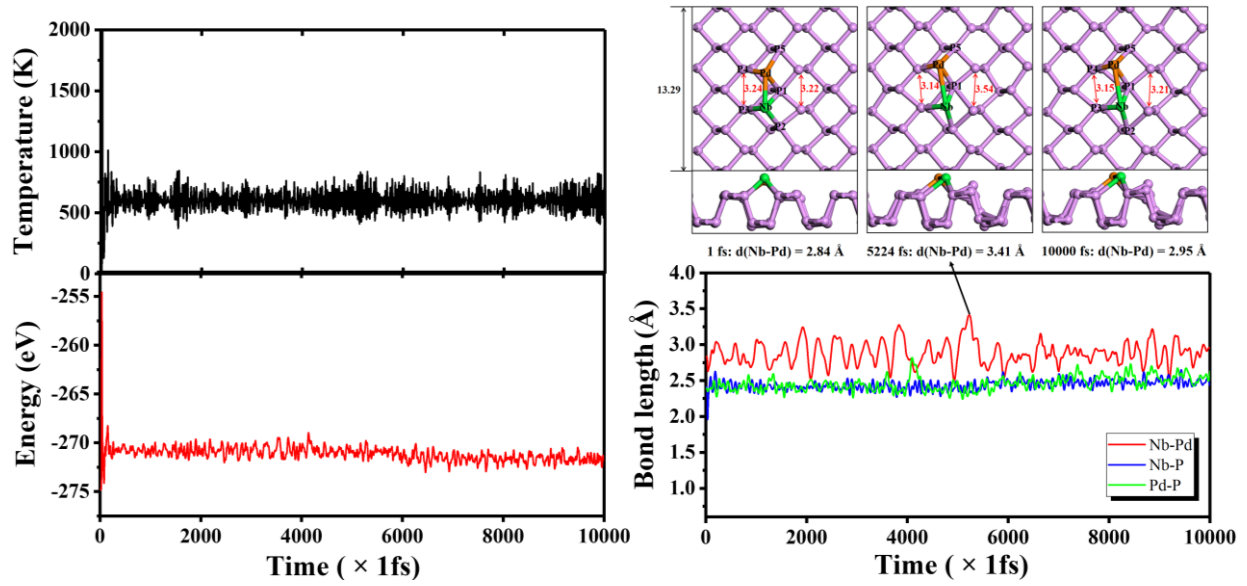 Temperature (K)
2000
1500
1000
500
0
Energy (eV)
-255
-260
-265
-270
-275
0 2000 4000 6000 8000 10000
Time ( × 1fs)
13.29
P5
P4
Pd
3.24
P1
3.22
P3
Nb
P2
P5
Pd
3.14
P1
3.54
Nb
P5
P4
Pd
3.15
P1
3.21
P3
Nb
P2
1 fs: d(Nb-Pd) = 2.84 Å
5224 fs: d(Nb-Pd) = 3.41 Å
10000 fs: d(Nb-Pd) = 2.95 Å
Bond length (Å)
4.0
3.5
3.0
2.5
2.0
1.5
1.0
Nb-Pd
Nb-P
Pd-P
0 2000 4000 6000 8000 10000
Time ( × 1fs)